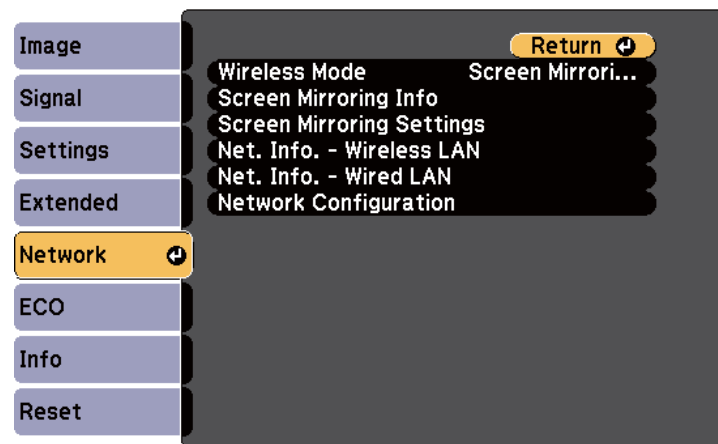 Image
Signal
Settings
Extended
Network
ECO
Info
Reset
Return
Wireless Mode Screen Mirrori...
Screen Mirroring Info
Screen Mirroring Settings
Net. Info. - Wireless LAN
Net. Info. - Wired LAN
Network Configuration